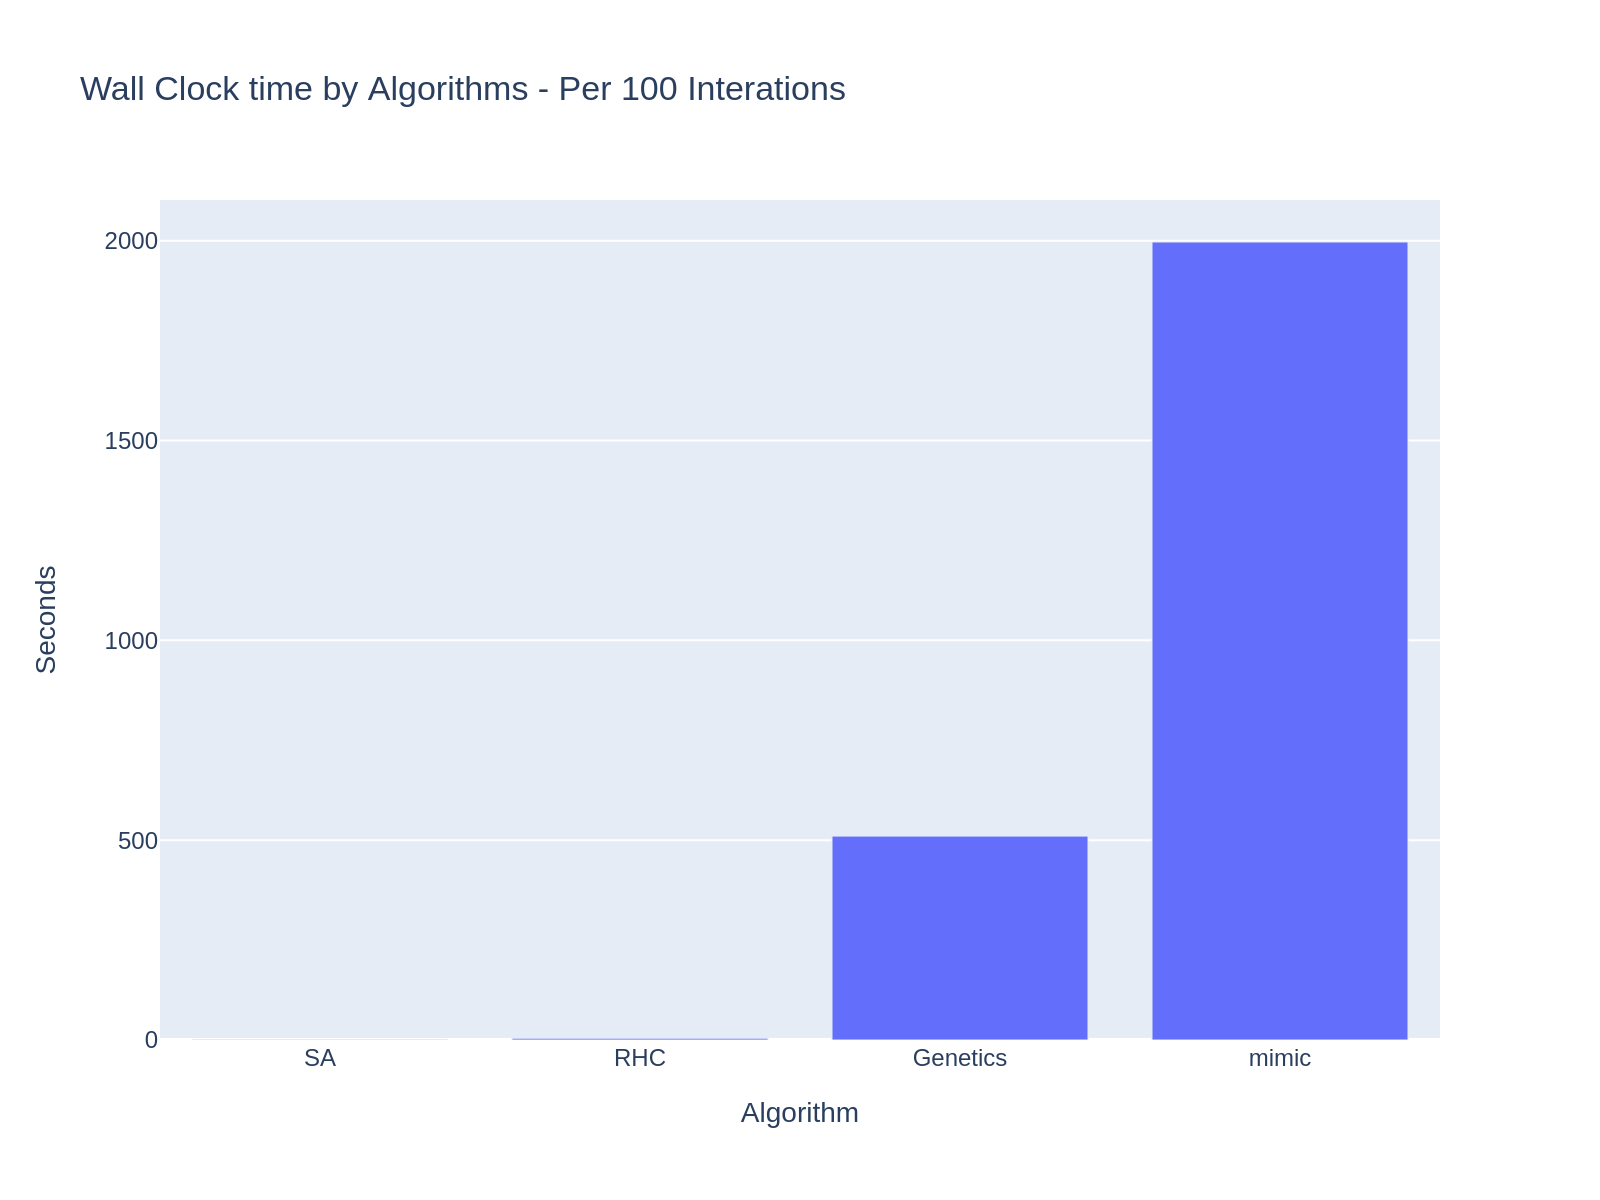 Wall Clock time by Algorithms - Per 100 Interations
2000
1500
1000
500
0
Seconds
SA
RHC
Genetics
mimic
Algorithm